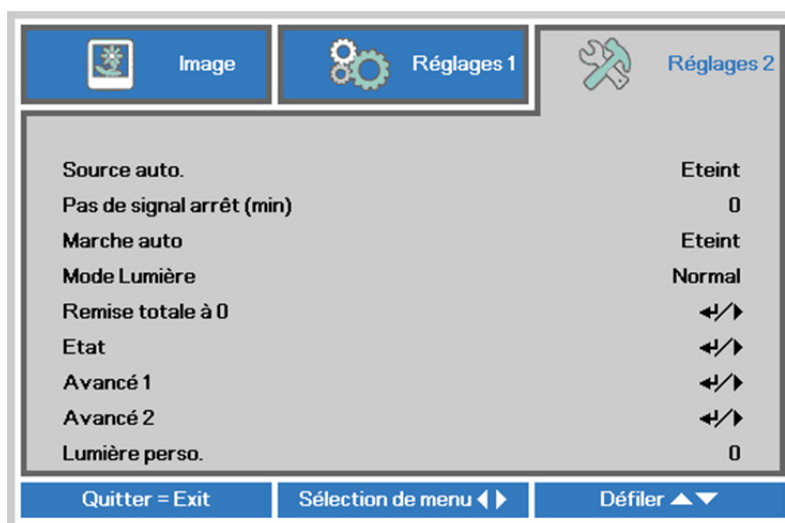 Image Réglages 1 Réglages 2
Source auto. Eteint
Pas de signal arrêt (min) 0
Marche auto Eteint
Mode Lumière Normal
Remise totale à 0 ↵/▶
Etat ↵/▶
Avancé 1 ↵/▶
Avancé 2 ↵/▶
Lumière perso. 0
Quitter = Exit Sélection de menu ◀▶ Défiler ▲▼